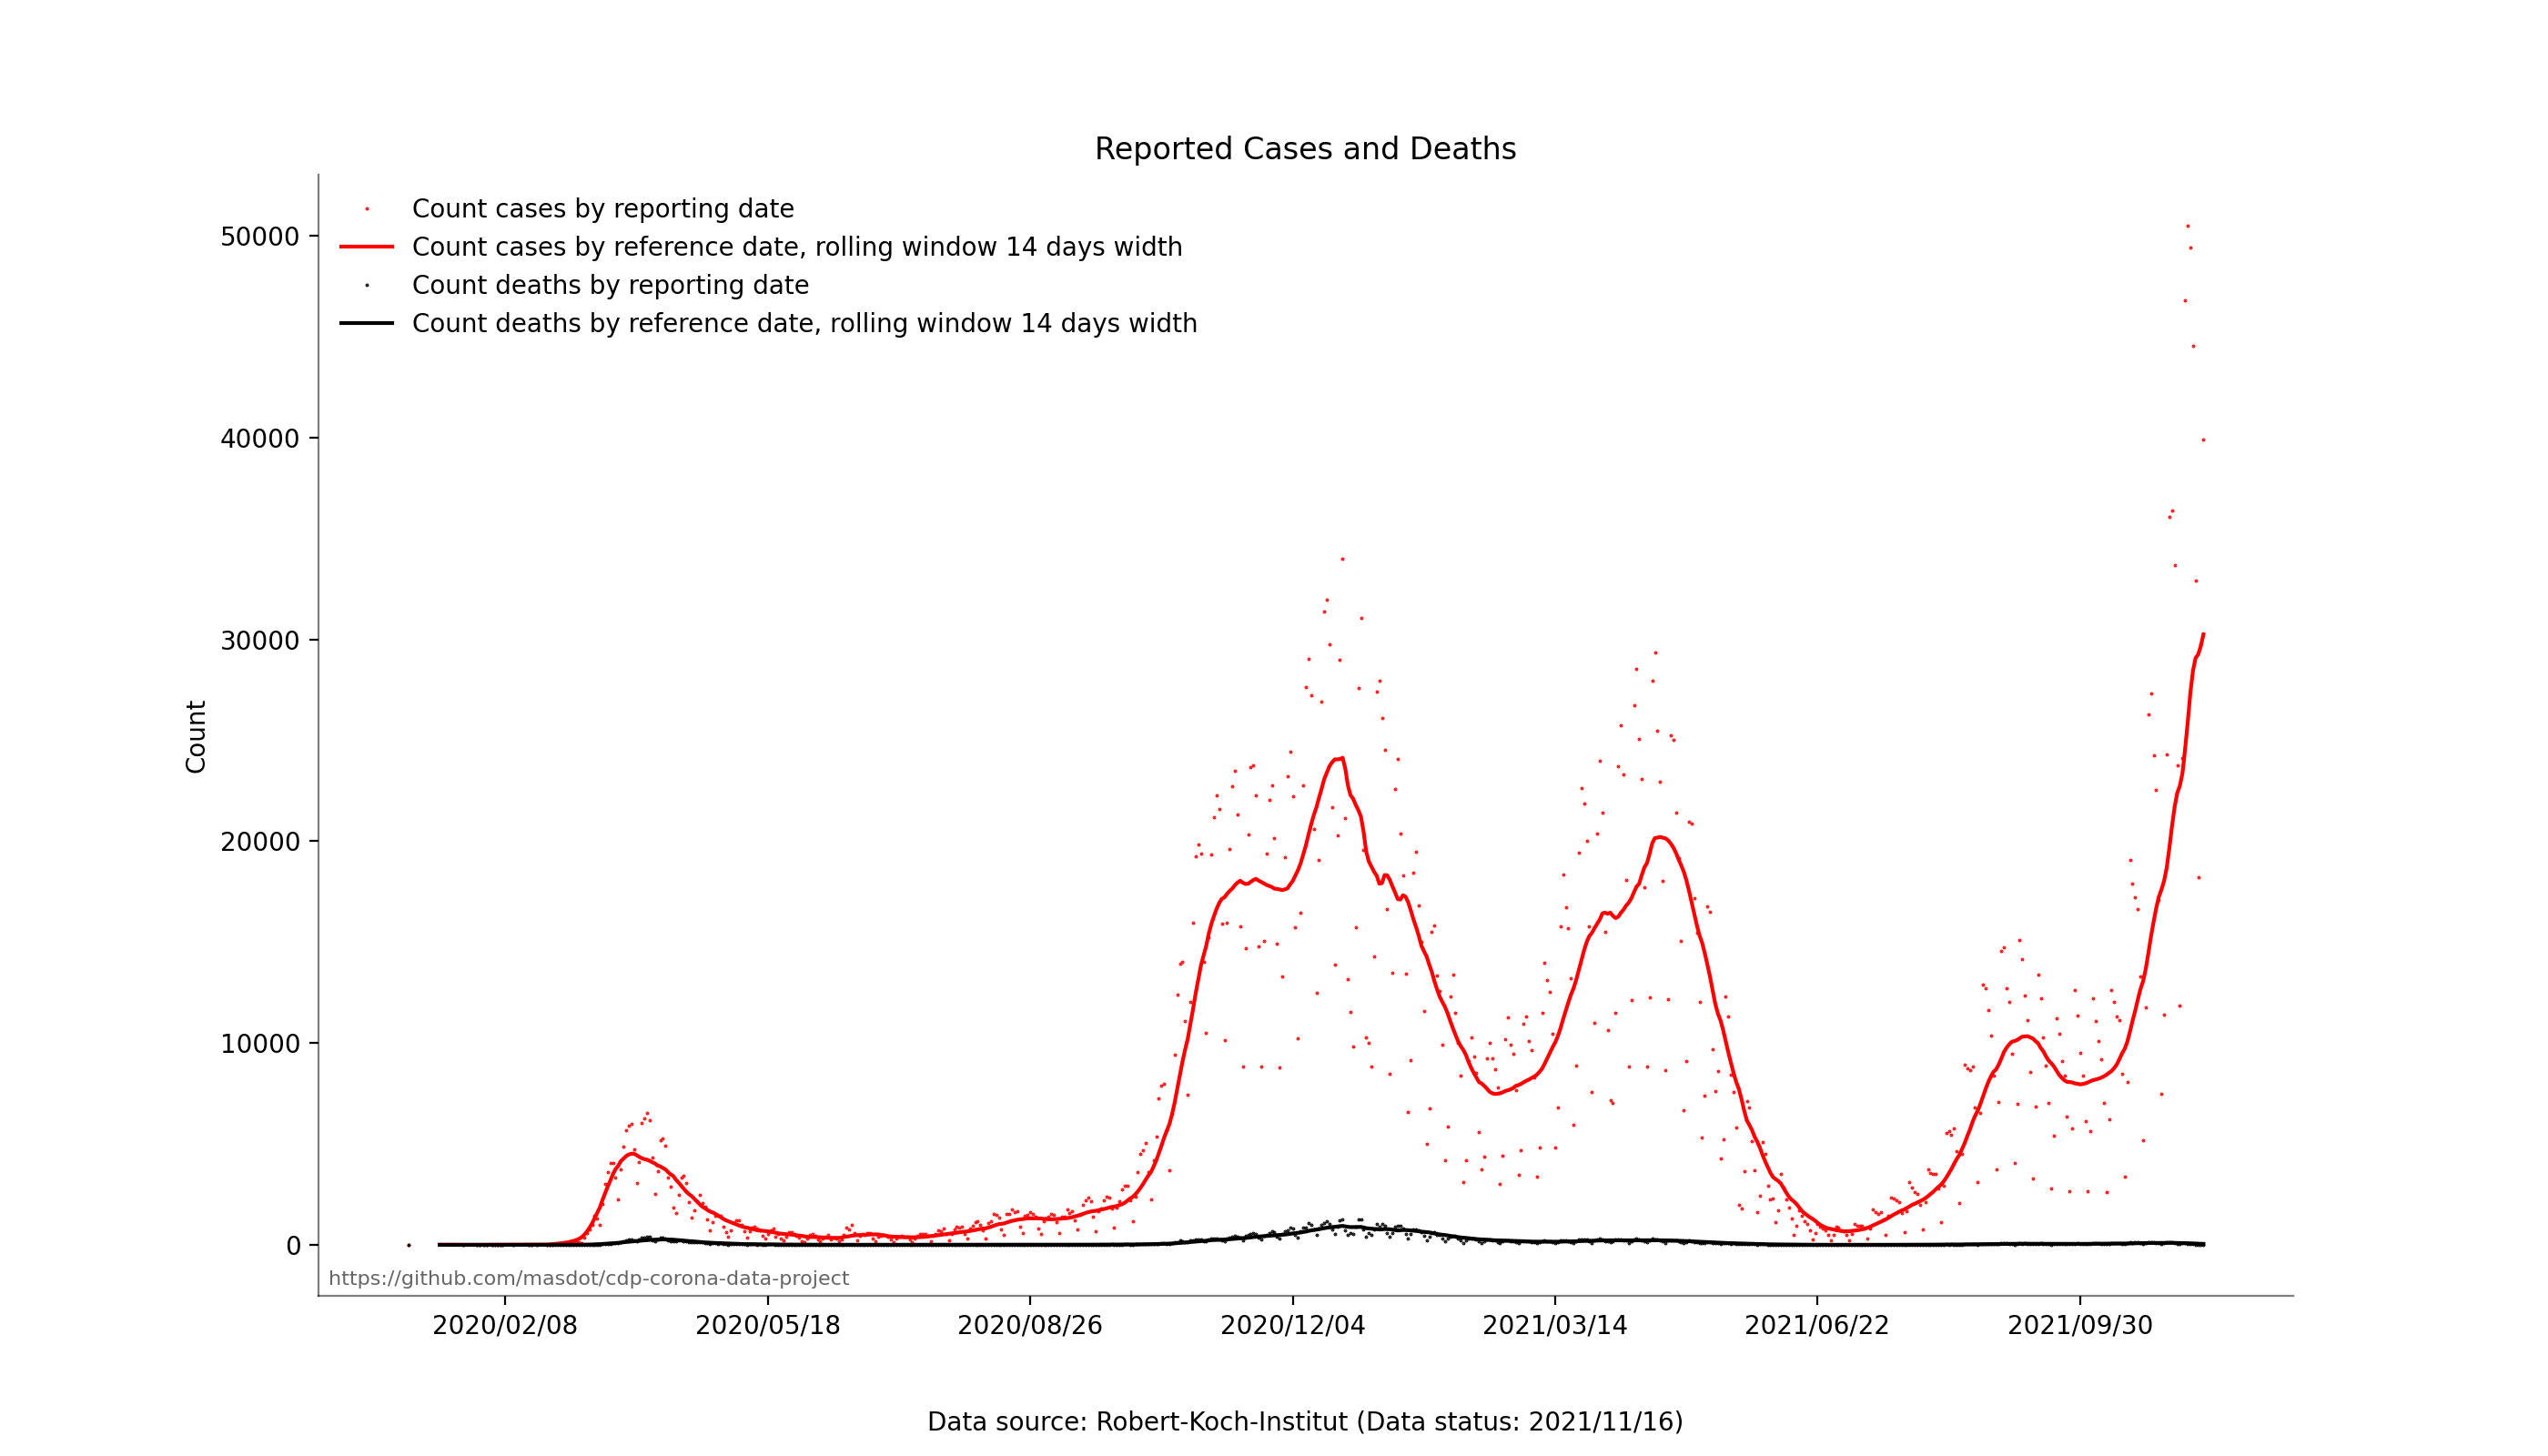 Reported Cases and Deaths
Count cases by reporting date
Count cases by reference date, rolling window 14 days width
Count deaths by reporting date
Count deaths by reference date, rolling window 14 days width
50000
40000
30000
20000
10000
0
Count
https://github.com/masdot/cdp-corona-data-project
2020/02/08 2020/05/18 2020/08/26 2020/12/04 2021/03/14 2021/06/22 2021/09/30
Data source: Robert-Koch-Institut (Data status: 2021/11/16)